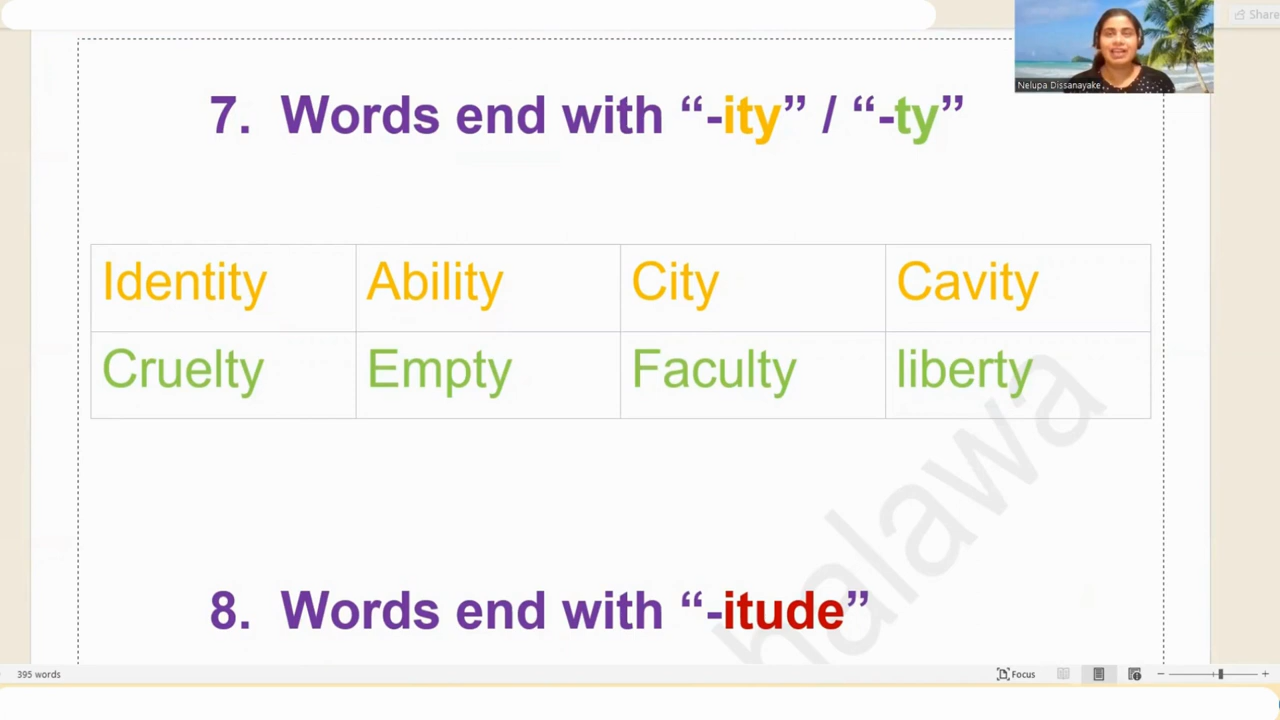 Share
Nelupa Dissanayake
7. Words end with “-ity” / “-ty”
Identity Ability City Cavity
Cruelty Empty Faculty liberty
halawa
8. Words end with “-itude”
395 words
Focus